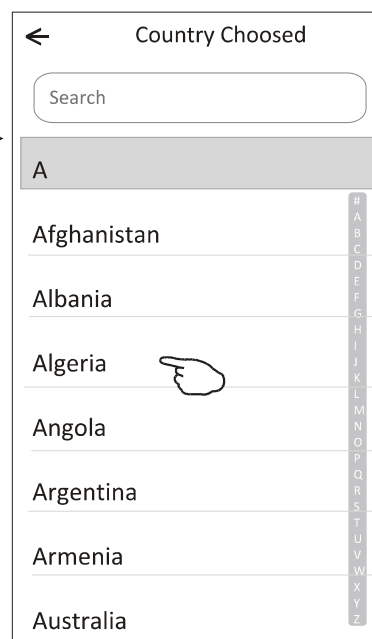 Country Choosed
Search
A
Afghanistan
Albania
Algeria
Angola
Argentina
Armenia
Australia
#
A
B
C
D
E
F
G
H
I
J
K
L
M
N
O
P
Q
R
S
T
U
V
W
X
Y
Z